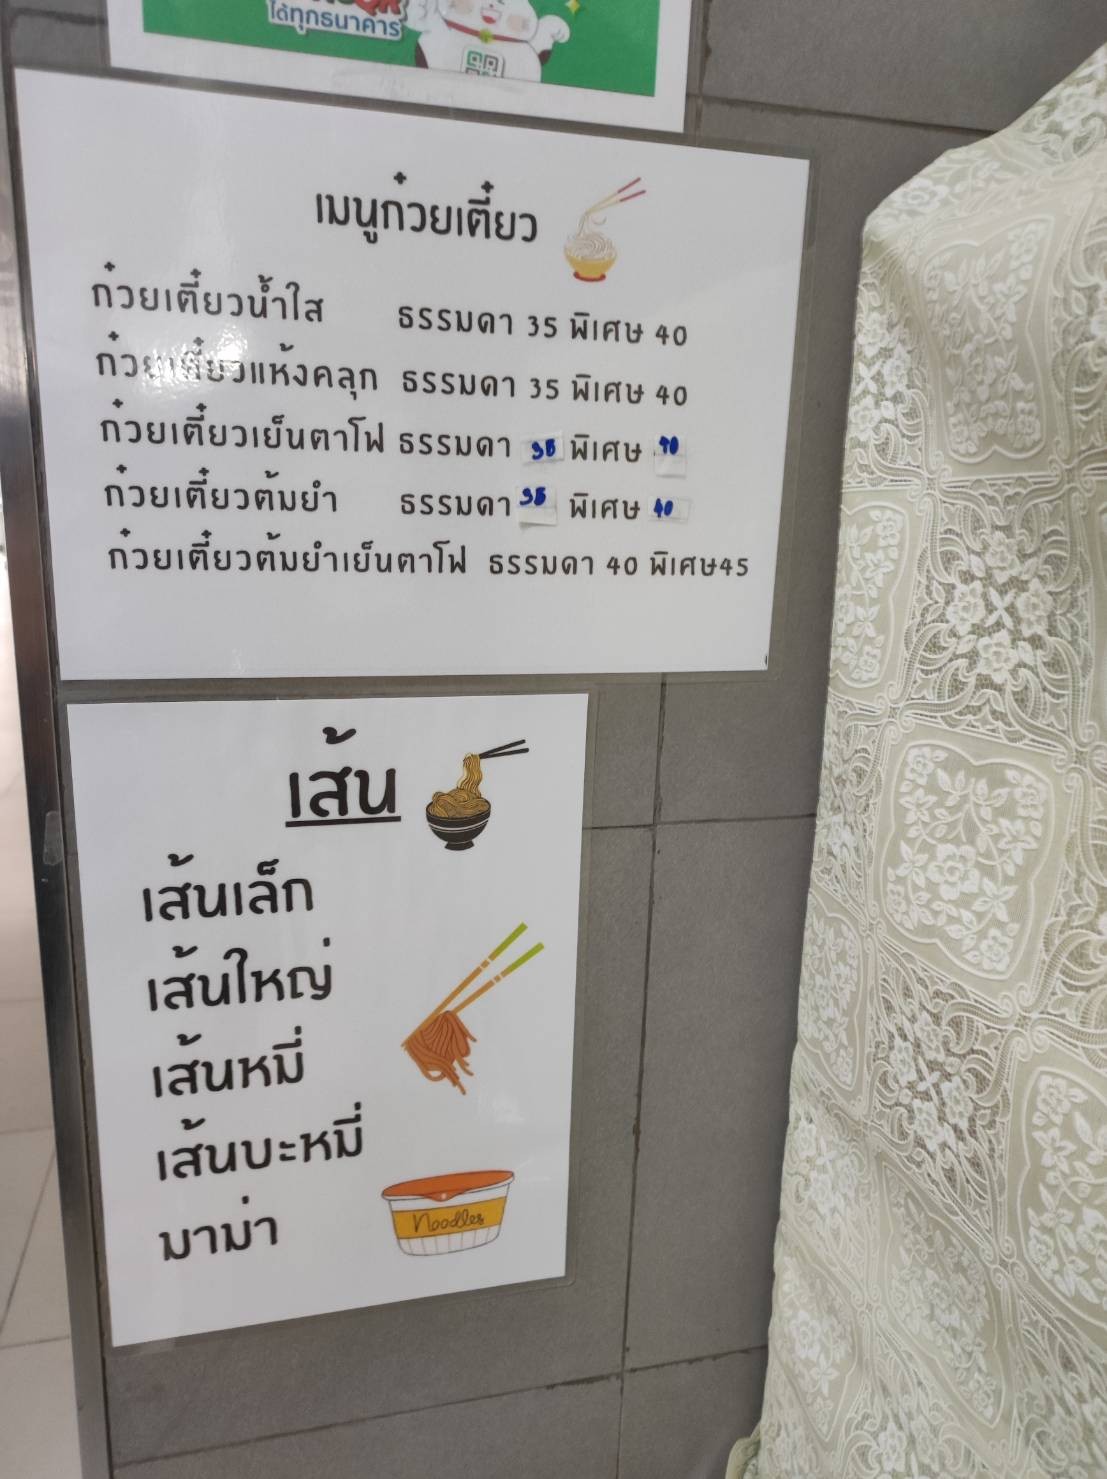 ได้ทุกธนาคาร
เมนูก๋วยเตี๋ยว
ก๋วยเตี๋ยวน้ำใส ธรรมดา 35 พิเศษ 40
ก๋วยเตี๋ยวแห้งคลุก ธรรมดา 35 พิเศษ 40
ก๋วยเตี๋ยวเย็นตาโฟ ธรรมดา 35 พิเศษ 40
ก๋วยเตี๋ยวต้มยำ ธรรมดา 35 พิเศษ 40
ก๋วยเตี๋ยวต้มยำเย็นตาโฟ ธรรมดา 40 พิเศษ45
เส้น
เส้นเล็ก
เส้นใหญ่
เส้นหมี่
เส้นบะหมี่
มาม่า
Noodles